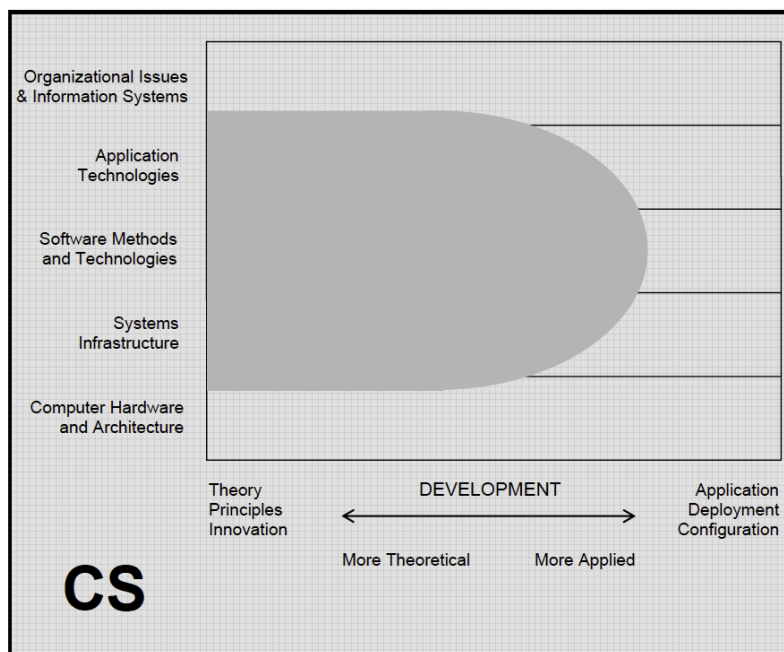 Organizational Issues
& Information Systems
Application
Technologies
Software Methods
and Technologies
Systems
Infrastructure
Computer Hardware
and Architecture
Theory
Principles
Innovation
DEVELOPMENT
More Theoretical
More Applied
Application
Deployment
Configuration
CS